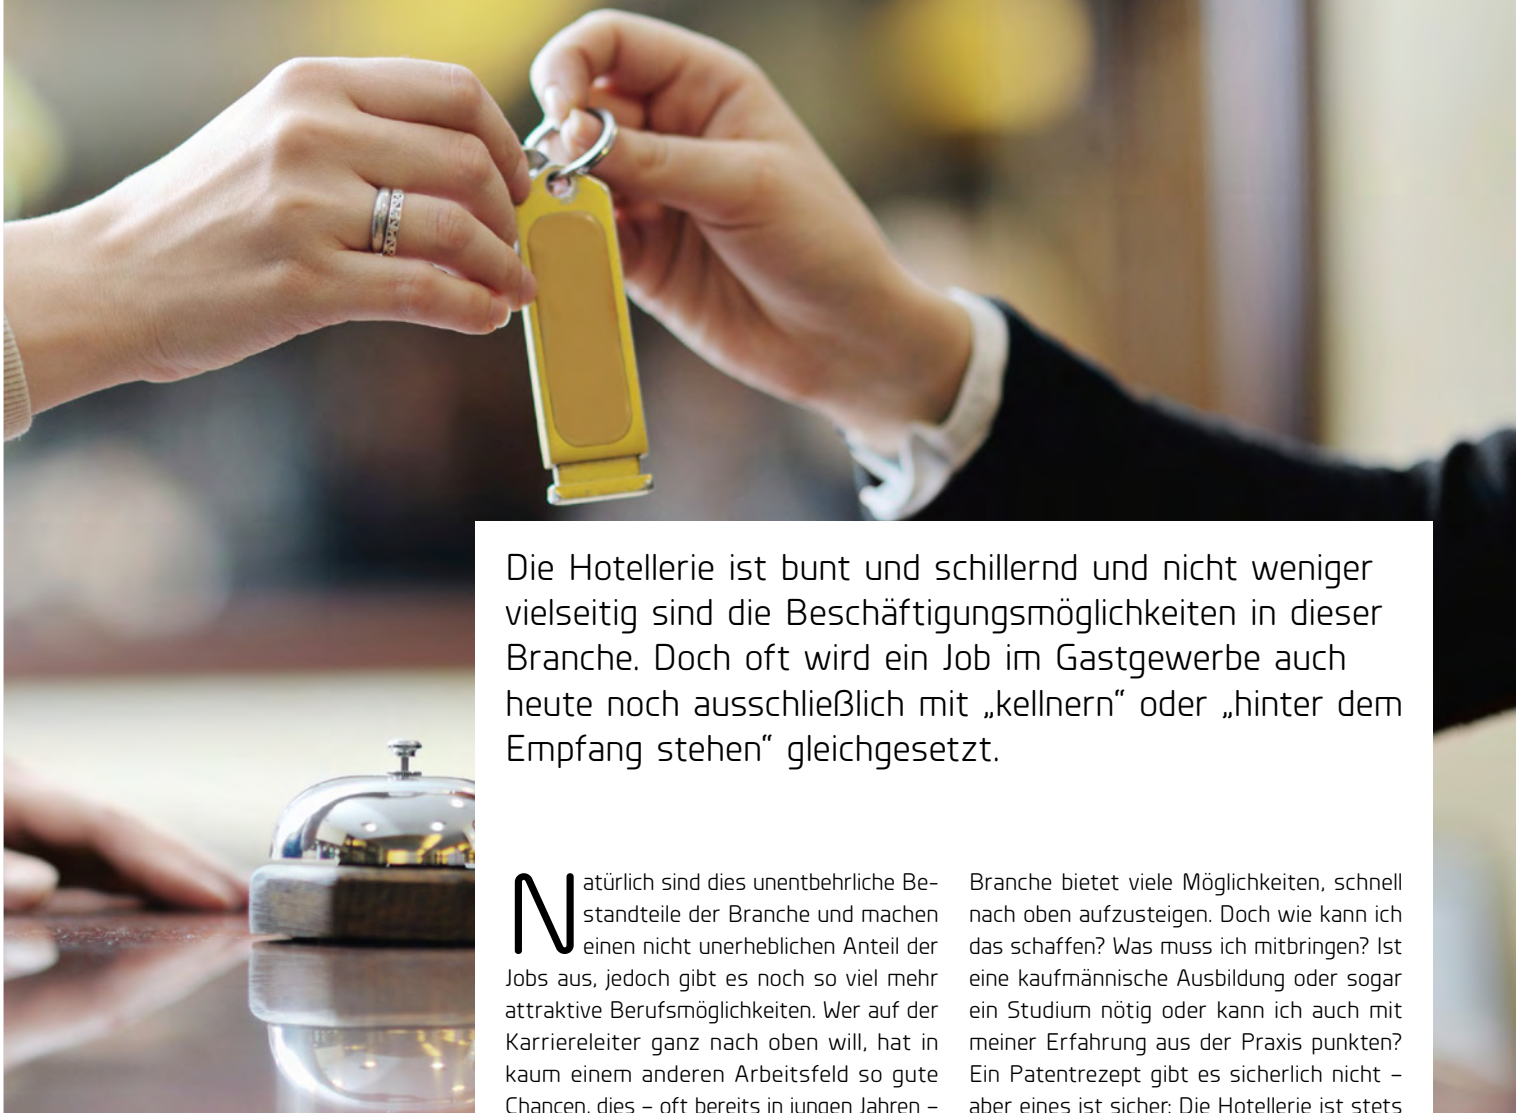 Die Hotellerie ist bunt und schillernd und nicht weniger
vielseitig sind die Beschäftigungsmöglichkeiten in dieser
Branche. Doch oft wird ein Job im Gastgewerbe auch
heute noch ausschließlich mit „kellnern“ oder „hinter dem
Empfang stehen“ gleichgesetzt.
Natürlich sind dies unentbehrliche Be-
standteile der Branche und machen
einen nicht unerheblichen Anteil der
Jobs aus, jedoch gibt es noch so viel mehr
attraktive Berufsmöglichkeiten. Wer auf der
Karriereleiter ganz nach oben will, hat in
kaum einem anderen Arbeitsfeld so gute
Chancen, dies – oft bereits in jungen Jahren –
Branche bietet viele Möglichkeiten, schnell
nach oben aufzusteigen. Doch wie kann ich
das schaffen? Was muss ich mitbringen? Ist
eine kaufmännische Ausbildung oder sogar
ein Studium nötig oder kann ich auch mit
meiner Erfahrung aus der Praxis punkten?
Ein Patentrezept gibt es sicherlich nicht –
aber eines ist sicher: Die Hotellerie ist stets